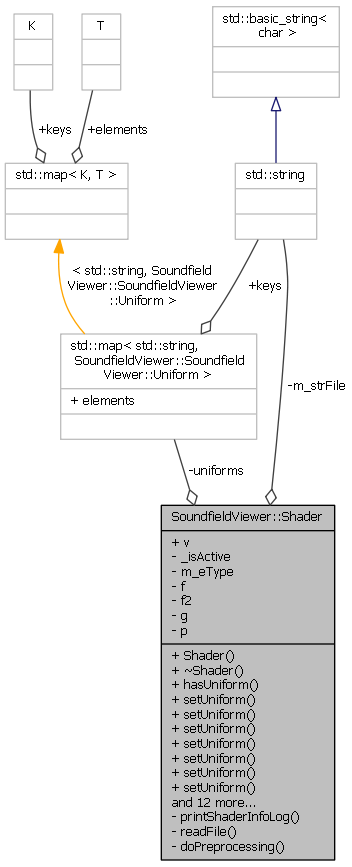 K
T
std::basic_string<
char >
+keys
+elements
std::map< K, T >
std::string
< std::string, Soundfield
Viewer::SoundfieldViewer
::Uniform >
+keys
std::map< std::string,
SoundfieldViewer::Soundfield
Viewer::Uniform >
+ elements
-m_strFile
-uniforms
SoundfieldViewer::Shader
+ v
- _isActive
- m_eType
- f
- f2
- g
- p
+ Shader()
+ ~Shader()
+ hasUniform()
+ setUniform()
+ setUniform()
+ setUniform()
+ setUniform()
+ setUniform()
+ setUniform()
+ setUniform()
and 12 more...
- printShaderInfoLog()
- readFile()
- doPreprocessing()